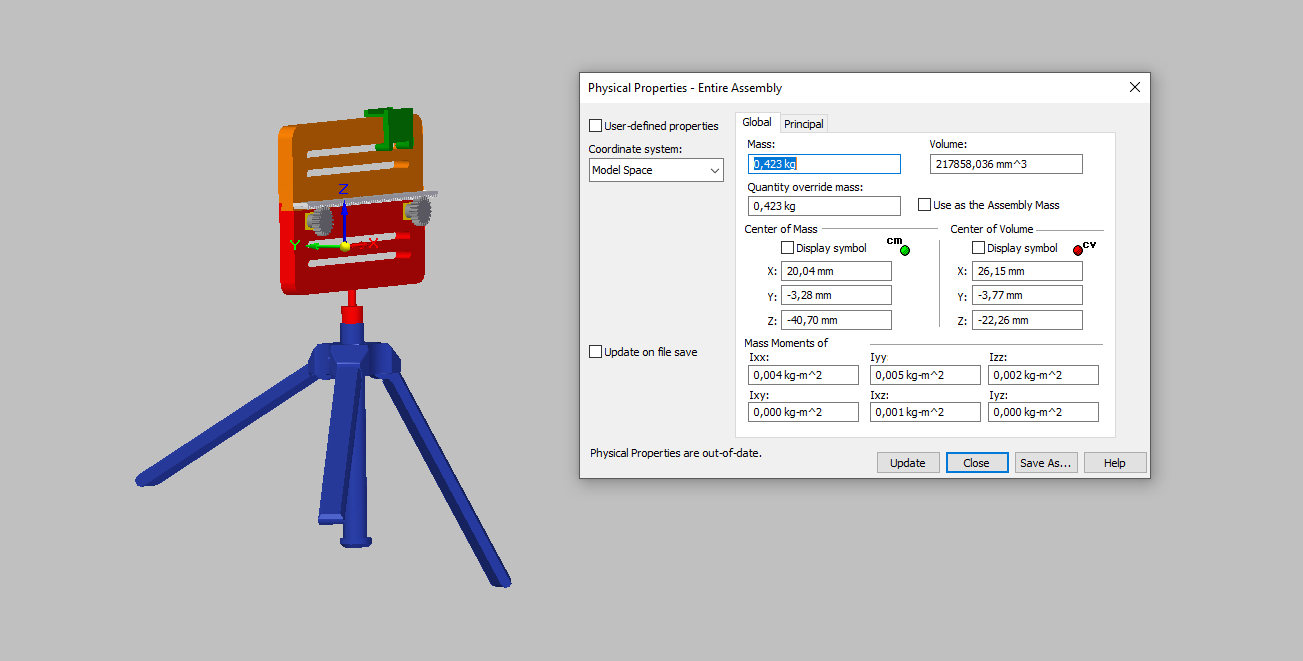 Physical Properties - Entire Assembly
User-defined properties
Coordinate system:
Model Space
Update on file save
Physical Properties are out-of-date.
Global Principal
Mass: Volume:
0,423 kg 217858,036 mm^3
Quantity override mass:
0,423 kg Use as the Assembly Mass
Center of Mass Center of Volume
Display symbol cm Display symbol cv
X: 20,04 mm X: 26,15 mm
Y: -3,28 mm Y: -3,77 mm
Z: -40,70 mm Z: -22,26 mm
Mass Moments of
Ixx: Iyy Izz:
0,004 kg-m^2 0,005 kg-m^2 0,002 kg-m^2
Ixy: Ixz: Iyz:
0,000 kg-m^2 0,001 kg-m^2 0,000 kg-m^2
Update Close Save As... Help
Z
Y X